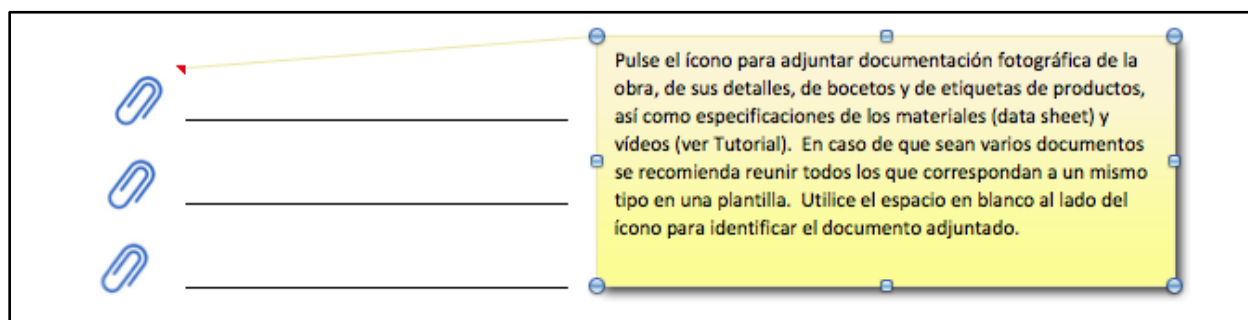 Pulse el ícono para adjuntar documentación fotográfica de la
obra, de sus detalles, de bocetos y de etiquetas de productos,
así como especificaciones de los materiales (data sheet) y
vídeos (ver Tutorial).  En caso de que sean varios documentos
se recomienda reunir todos los que correspondan a un mismo
tipo en una plantilla.  Utilice el espacio en blanco al lado del
ícono para identificar el documento adjuntado.